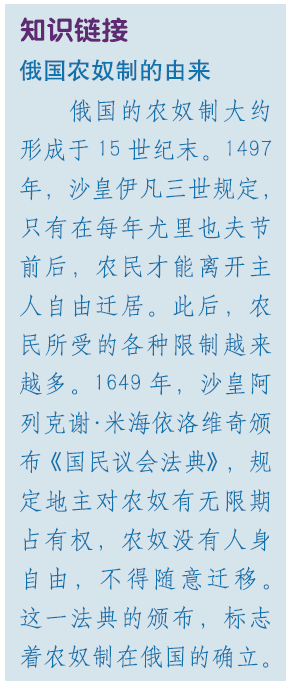 知识链接
俄国农奴制的由来
俄国的农奴制大约
形成于 15 世纪末。1497
年，沙皇伊凡三世规定，
只有在每年尤里也夫节
前后，农民才能离开主
人自由迁居。此后，农
民所受的各种限制越来
越多。1649 年，沙皇阿
列克谢·米海依洛维奇颁
布《国民议会法典》，规
定地主对农奴有无限期
占有权，农奴没有人身
自由，不得随意迁移。
这一法典的颁布，标志
着农奴制在俄国的确立。